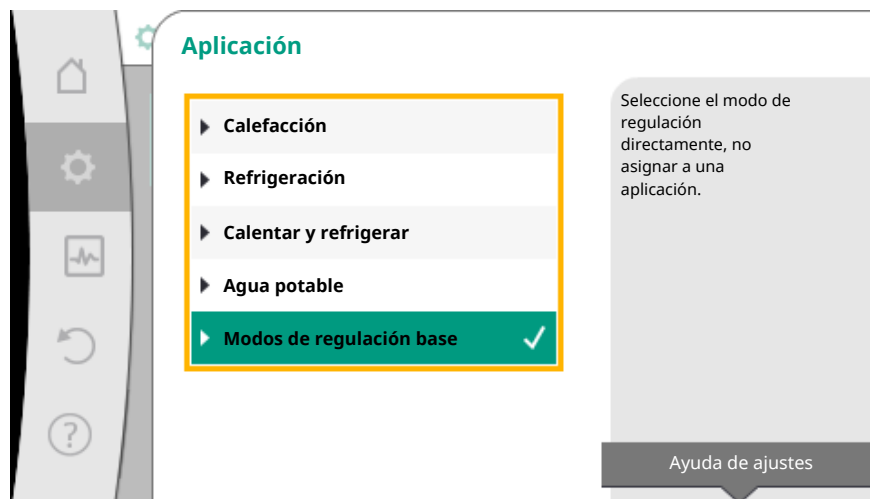 Aplicación
Calefacción
Refrigeración
Calentar y refrigerar
Agua potable
Modos de regulación base
Seleccione el modo de
regulación
directamente, no
asignar a una
aplicación.
Ayuda de ajustes
?